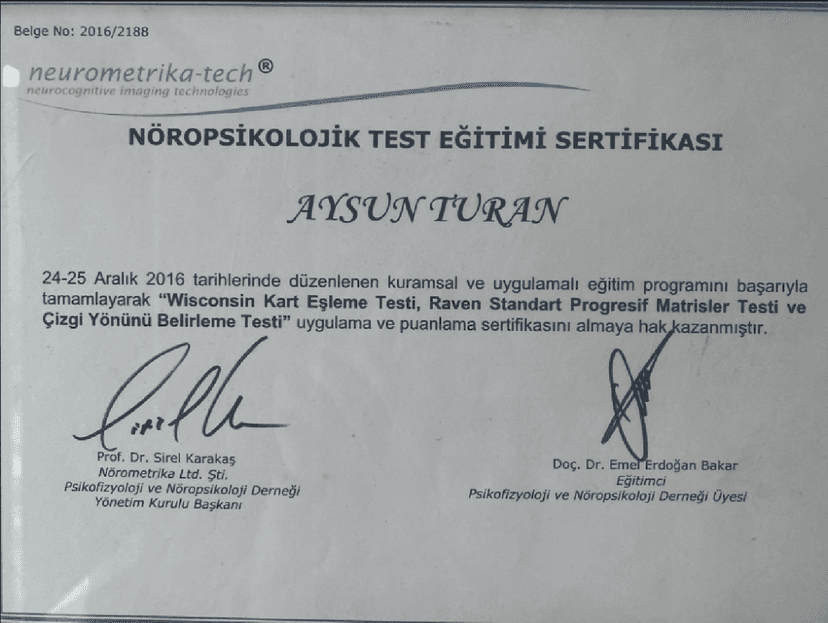 Belge No: 2016/2188
neurometrika-tech®
neurocognitive imaging technologies
NÖROPSİKOLOJİK TEST EĞİTİMİ SERTİFİKASI
AYSUN TURAN
24-25 Aralık 2016 tarihlerinde düzenlenen kuramsal ve uygulamalı eğitim programını başarıyla
tamamlayarak "Wisconsin Kart Eşleme Testi, Raven Standart Progresif Matrisler Testi ve
Çizgi Yönünü Belirleme Testi" uygulama ve puanlama sertifikasını almaya hak kazanmıştır.
Prof. Dr. Sirel Karakaş
Nörometrika Ltd. Şti.
Psikofizyoloji ve Nöropsikoloji Derneği
Yönetim Kurulu Başkanı
Doç. Dr. Emel Erdoğan Bakar
Eğitimci
Psikofizyoloji ve Nöropsikoloji Derneği Üyesi